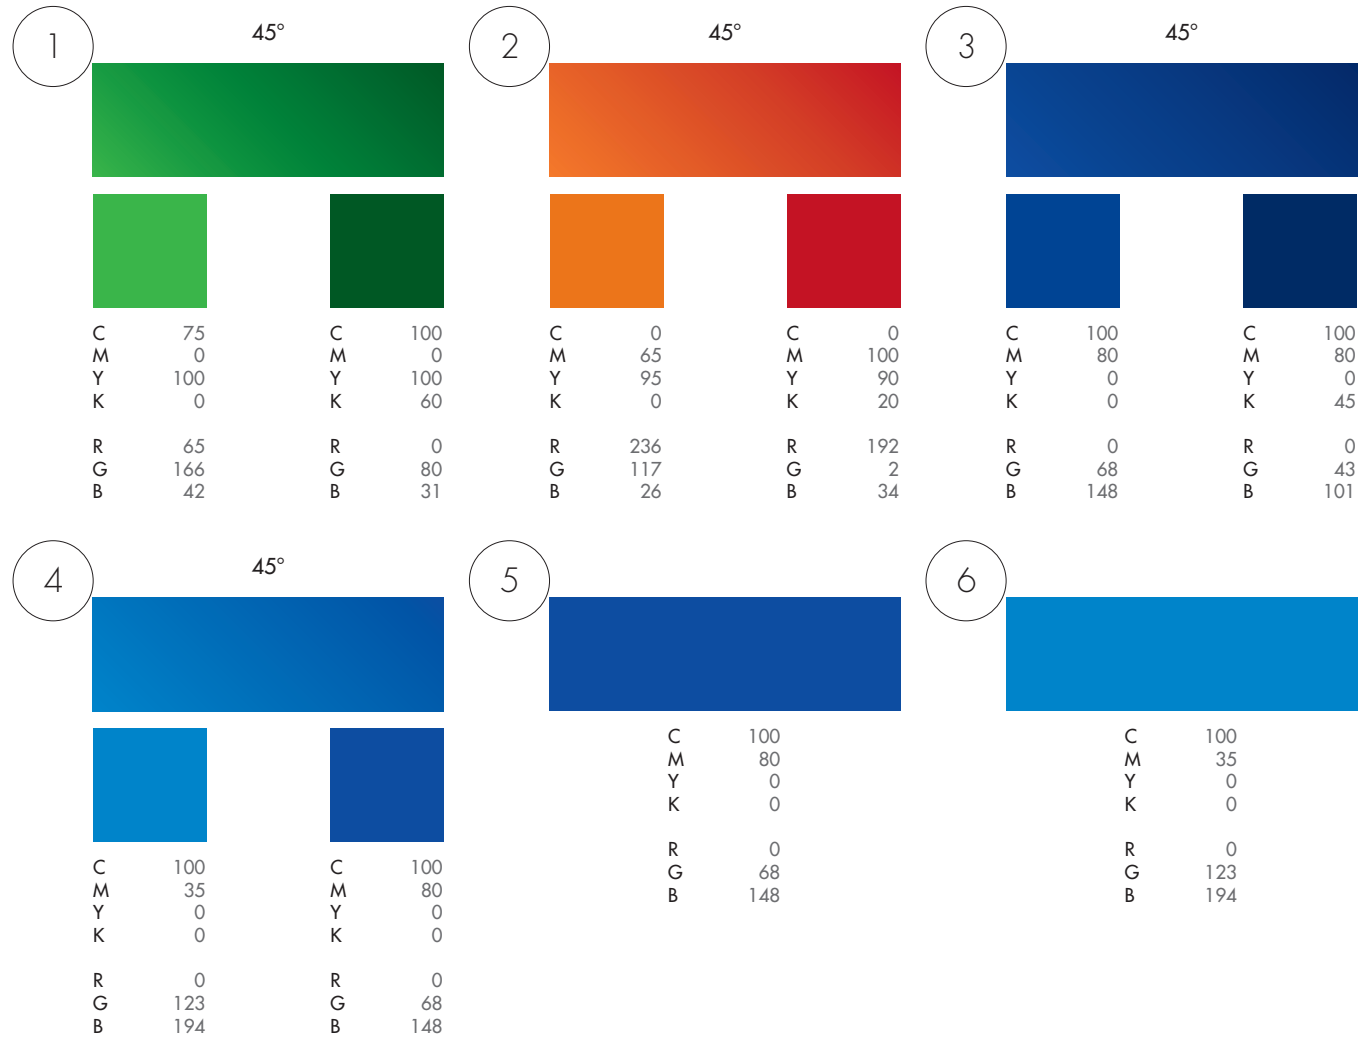 1
45°
C 75
M 0
Y 100
K 0
R 65
G 166
B 42
C 100
M 0
Y 100
K 60
R 0
G 80
B 31
2
45°
C 0
M 65
Y 95
K 0
R 236
G 117
B 26
C 0
M 100
Y 90
K 20
R 192
G 2
B 34
3
45°
C 100
M 80
Y 0
K 0
R 0
G 68
B 148
C 100
M 80
Y 0
K 45
R 0
G 43
B 101
4
45°
C 100
M 35
Y 0
K 0
R 0
G 123
B 194
C 100
M 80
Y 0
K 0
R 0
G 68
B 148
5
C 100
M 80
Y 0
K 0
R 0
G 68
B 148
6
C 100
M 35
Y 0
K 0
R 0
G 123
B 194